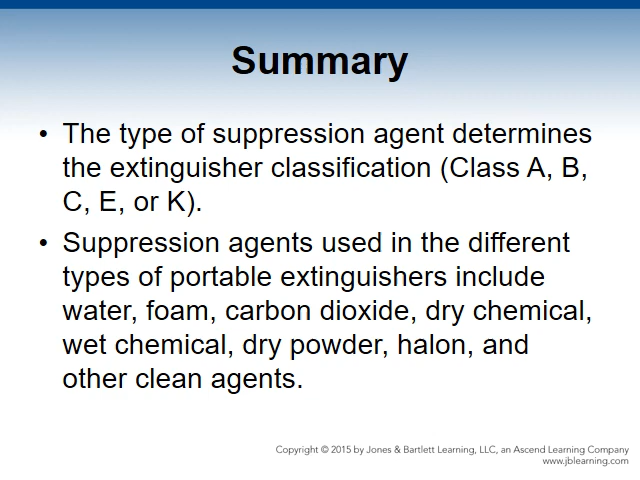 Summary
• The type of suppression agent determines
the extinguisher classification (Class A, B,
C, E, or K).
• Suppression agents used in the different
types of portable extinguishers include
water, foam, carbon dioxide, dry chemical,
wet chemical, dry powder, halon, and
other clean agents.
Copyright © 2015 by Jones & Bartlett Learning, LLC, an Ascend Learning Company
www.jblearning.com